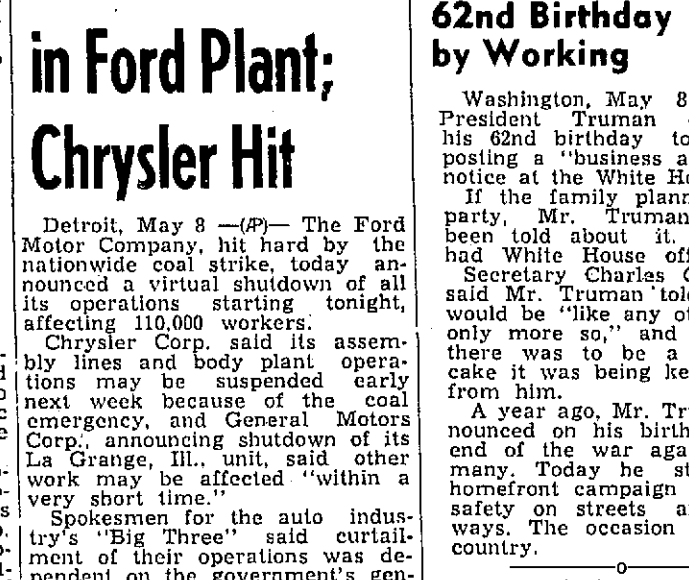 in Ford Plant;
Chrysler Hit
Detroit, May 8 —(AP)— The Ford
Motor Company, hit hard by the
nationwide coal strike, today an-
nounced a virtual shutdown of all
its operations starting tonight,
affecting 110,000 workers.
Chrysler Corp. said its assem-
bly lines and body plant opera-
tions may be suspended early
next week because of the coal
emergency, and General Motors
Corp., announcing shutdown of its
La Grange, Ill., unit, said other
work may be affected "within a
very short time."
Spokesmen for the auto indus-
try's "Big Three" said curtail-
ment of their operations was de-
pendent on the government's gen-
62nd Birthday
by Working
Washington, May 8
President Truman
his 62nd birthday to
posting a "business a
notice at the White Ho
If the family plann
party, Mr. Truman
been told about it.
had White House off
Secretary Charles
said Mr. Truman told
would be "like any ot
only more so," and
there was to be a
cake it was being ke
from him.
A year ago, Mr. Tru
nounced on his birth
end of the war aga
many. Today he st
homefront campaign
safety on streets a
ways. The occasion
country.